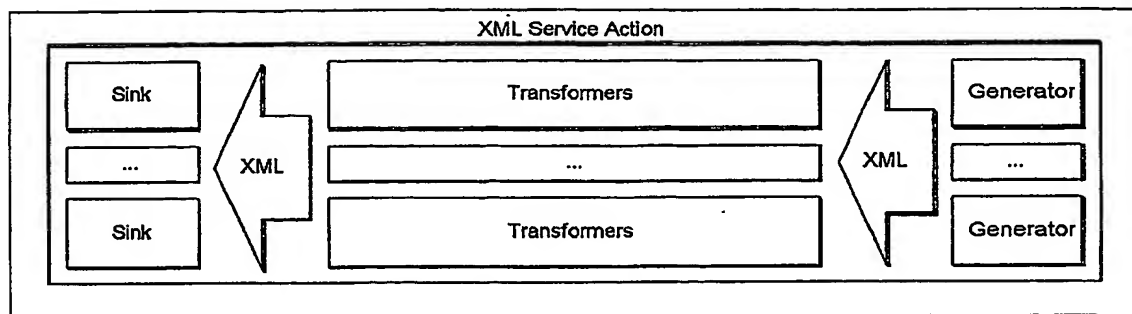 XML Service Action
Sink
Transformers
Generator
...
XML
...
XML
...
Sink
Transformers
Generator